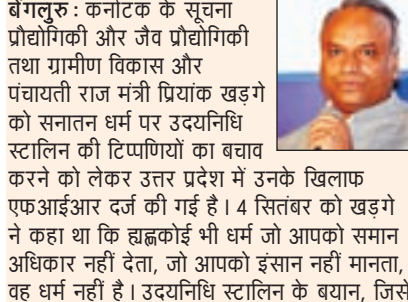 बेंगलुरु : कर्नाटक के सूचना
प्रौद्योगिकी और जैव प्रौद्योगिकी
तथा ग्रामीण विकास और
पंचायती राज मंत्री प्रियांक खड़गे
को सनातन धर्म पर उदयनिधि
स्टालिन की टिप्पणियों का बचाव
करने को लेकर उत्तर प्रदेश में उनके खिलाफ
एफआईआर दर्ज की गई है। 4 सितंबर को खड़गे
ने कहा था कि ह्यह्णकोई भी धर्म जो आपको समान
अधिकार नहीं देता, जो आपको इंसान नहीं मानता,
वह धर्म नहीं है। उदयनिधि स्टालिन के बयान, जिसे